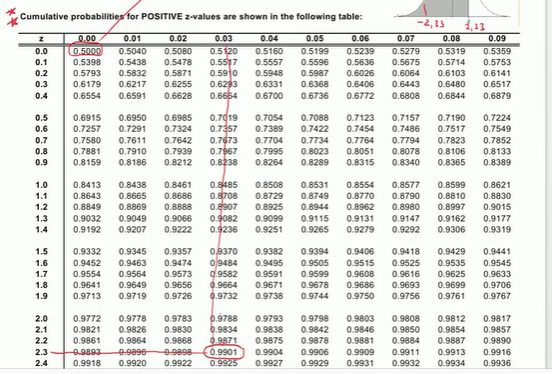 Cumulative probabilities for POSITIVE z-values are shown in the following table:
-2,33 2,33
z 0.00 0.01 0.02 0.03 0.04 0.05 0.06 0.07 0.08 0.09
0.0 0.5000 0.5040 0.5080 0.5120 0.5160 0.5199 0.5239 0.5279 0.5319 0.5359
0.1 0.5398 0.5438 0.5478 0.5517 0.5557 0.5596 0.5636 0.5675 0.5714 0.5753
0.2 0.5793 0.5832 0.5871 0.5910 0.5948 0.5987 0.6026 0.6064 0.6103 0.6141
0.3 0.6179 0.6217 0.6255 0.6293 0.6331 0.6368 0.6406 0.6443 0.6480 0.6517
0.4 0.6554 0.6591 0.6628 0.6664 0.6700 0.6736 0.6772 0.6808 0.6844 0.6879
0.5 0.6915 0.6950 0.6985 0.7019 0.7054 0.7088 0.7123 0.7157 0.7190 0.7224
0.6 0.7257 0.7291 0.7324 0.7357 0.7389 0.7422 0.7454 0.7486 0.7517 0.7549
0.7 0.7580 0.7611 0.7642 0.7673 0.7704 0.7734 0.7764 0.7794 0.7823 0.7852
0.8 0.7881 0.7910 0.7939 0.7967 0.7995 0.8023 0.8051 0.8078 0.8106 0.8133
0.9 0.8159 0.8186 0.8212 0.8238 0.8264 0.8289 0.8315 0.8340 0.8365 0.8389
1.0 0.8413 0.8438 0.8461 0.8485 0.8508 0.8531 0.8554 0.8577 0.8599 0.8621
1.1 0.8643 0.8665 0.8686 0.8708 0.8729 0.8749 0.8770 0.8790 0.8810 0.8830
1.2 0.8849 0.8869 0.8888 0.8907 0.8925 0.8944 0.8962 0.8980 0.8997 0.9015
1.3 0.9032 0.9049 0.9066 0.9082 0.9099 0.9115 0.9131 0.9147 0.9162 0.9177
1.4 0.9192 0.9207 0.9222 0.9236 0.9251 0.9265 0.9279 0.9292 0.9306 0.9319
1.5 0.9332 0.9345 0.9357 0.9370 0.9382 0.9394 0.9406 0.9418 0.9429 0.9441
1.6 0.9452 0.9463 0.9474 0.9484 0.9495 0.9505 0.9515 0.9525 0.9535 0.9545
1.7 0.9554 0.9564 0.9573 0.9582 0.9591 0.9599 0.9608 0.9616 0.9625 0.9633
1.8 0.9641 0.9649 0.9656 0.9664 0.9671 0.9678 0.9686 0.9693 0.9699 0.9706
1.9 0.9713 0.9719 0.9726 0.9732 0.9738 0.9744 0.9750 0.9756 0.9761 0.9767
2.0 0.9772 0.9778 0.9783 0.9788 0.9793 0.9798 0.9803 0.9808 0.9812 0.9817
2.1 0.9821 0.9826 0.9830 0.9834 0.9838 0.9842 0.9846 0.9850 0.9854 0.9857
2.2 0.9861 0.9864 0.9868 0.9871 0.9875 0.9878 0.9881 0.9884 0.9887 0.9890
2.3 0.9893 0.9896 0.9898 0.9901 0.9904 0.9906 0.9909 0.9911 0.9913 0.9916
2.4 0.9918 0.9920 0.9922 0.9925 0.9927 0.9929 0.9931 0.9932 0.9934 0.9936